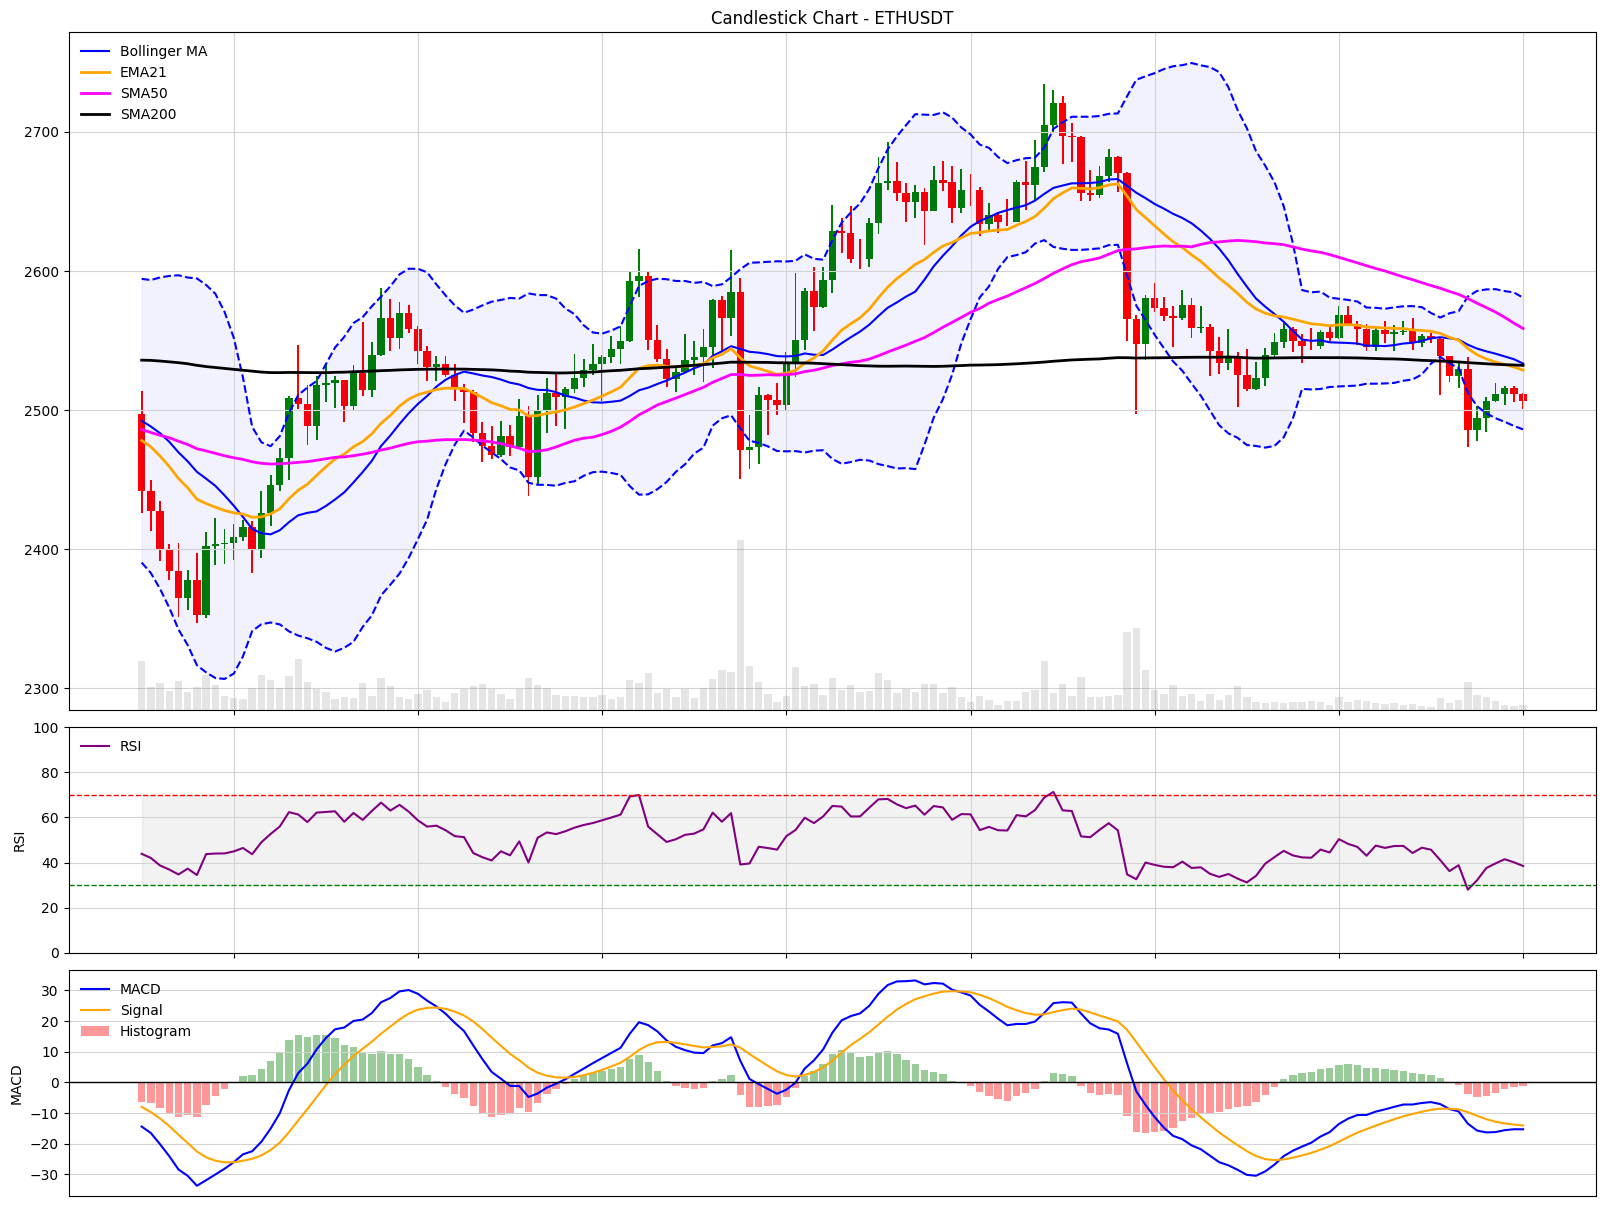 Candlestick Chart - ETHUSDT
Bollinger MA
EMA21
SMA50
SMA200
2700
2600
2500
2400
2300
RSI
100
80
60
40
20
0
RSI
MACD
Signal
Histogram
30
20
10
0
−10
−20
−30
MACD